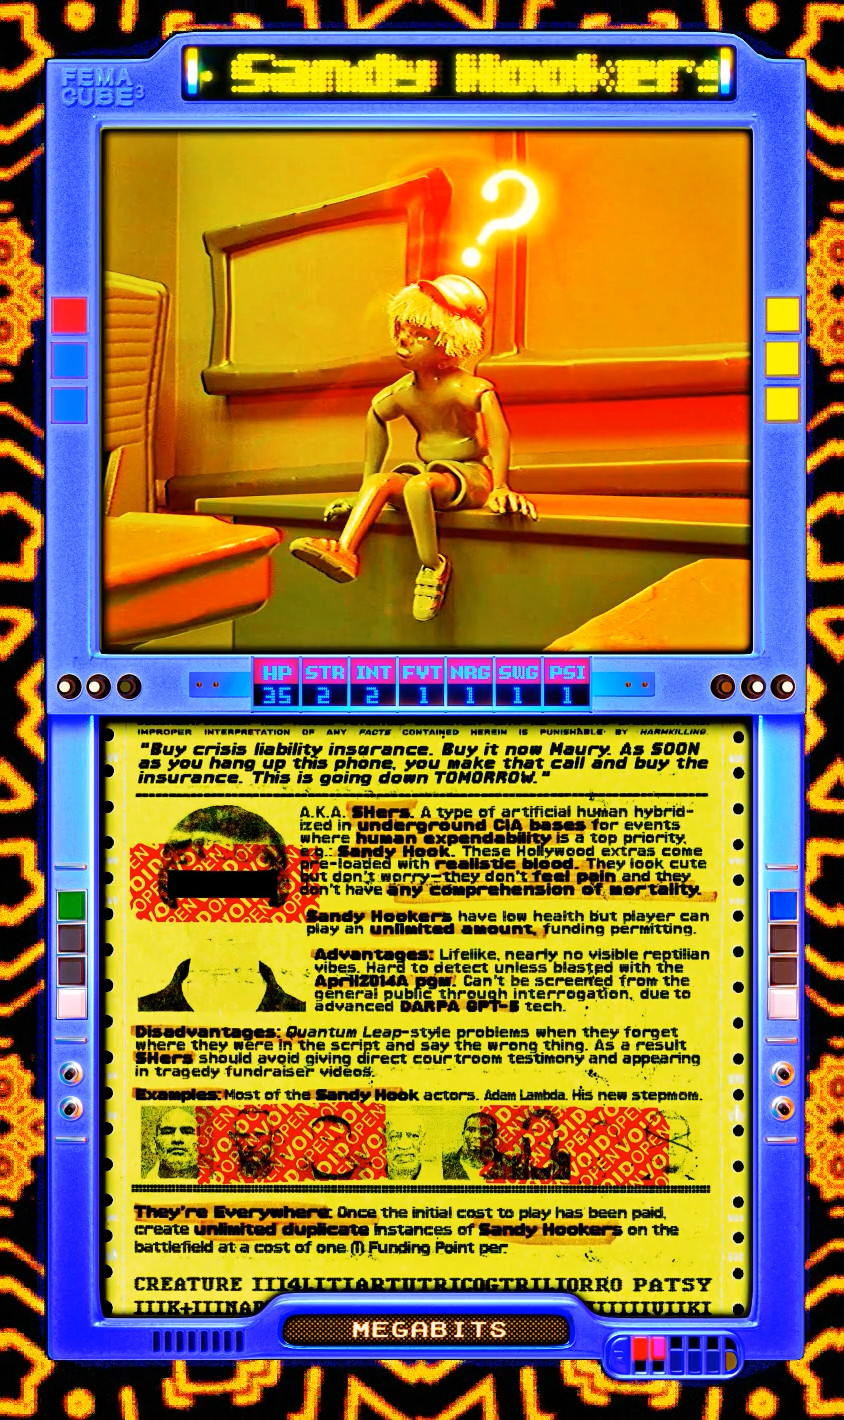 FEMA
CUBE³
Sandy Hookers
?
HP STR INT FYT NRG SWG PSI
35 2 2 1 1 1 1
IMPROPER INTERPRETATION OF ANY FACTS CONTAINED HEREIN IS PUNISHABLE BY HARMKILLING.
"Buy crisis liability insurance. Buy it now Maury. As SOON
as you hang up this phone, you make that call and buy the
insurance. This is going down TOMORROW."
A.K.A. SHers. A type of artificial human hybrid-
ized in underground CIA bases for events
where human expendability is a top priority,
e.g.: Sandy Hook. These Hollywood extras come
pre-loaded with realistic blood. They look cute
but don't worry—they don't feel pain and they
don't have any comprehension of mortality.
Sandy Hookers have low health but player can
play an unlimited amount, funding permitting.
Advantages: Lifelike, nearly no visible reptilian
vibes. Hard to detect unless blasted with the
April2014A pgw. Can't be screened from the
general public through interrogation, due to
advanced DARPA GPT-5 tech.
Disadvantages: Quantum Leap-style problems when they forget
where they were in the script and say the wrong thing. As a result
SHers should avoid giving direct courtroom testimony and appearing
in tragedy fundraiser videos.
Examples: Most of the Sandy Hook actors. Adam Lambda. His new stepmom.
VOID OPEN VOID OPEN
They're Everywhere: Once the initial cost to play has been paid,
create unlimited duplicate instances of Sandy Hookers on the
battlefield at a cost of one (1) Funding Point per.
CREATURE III4LITIARTUTRICOGTRILIORKO PATSY
MEGABITS